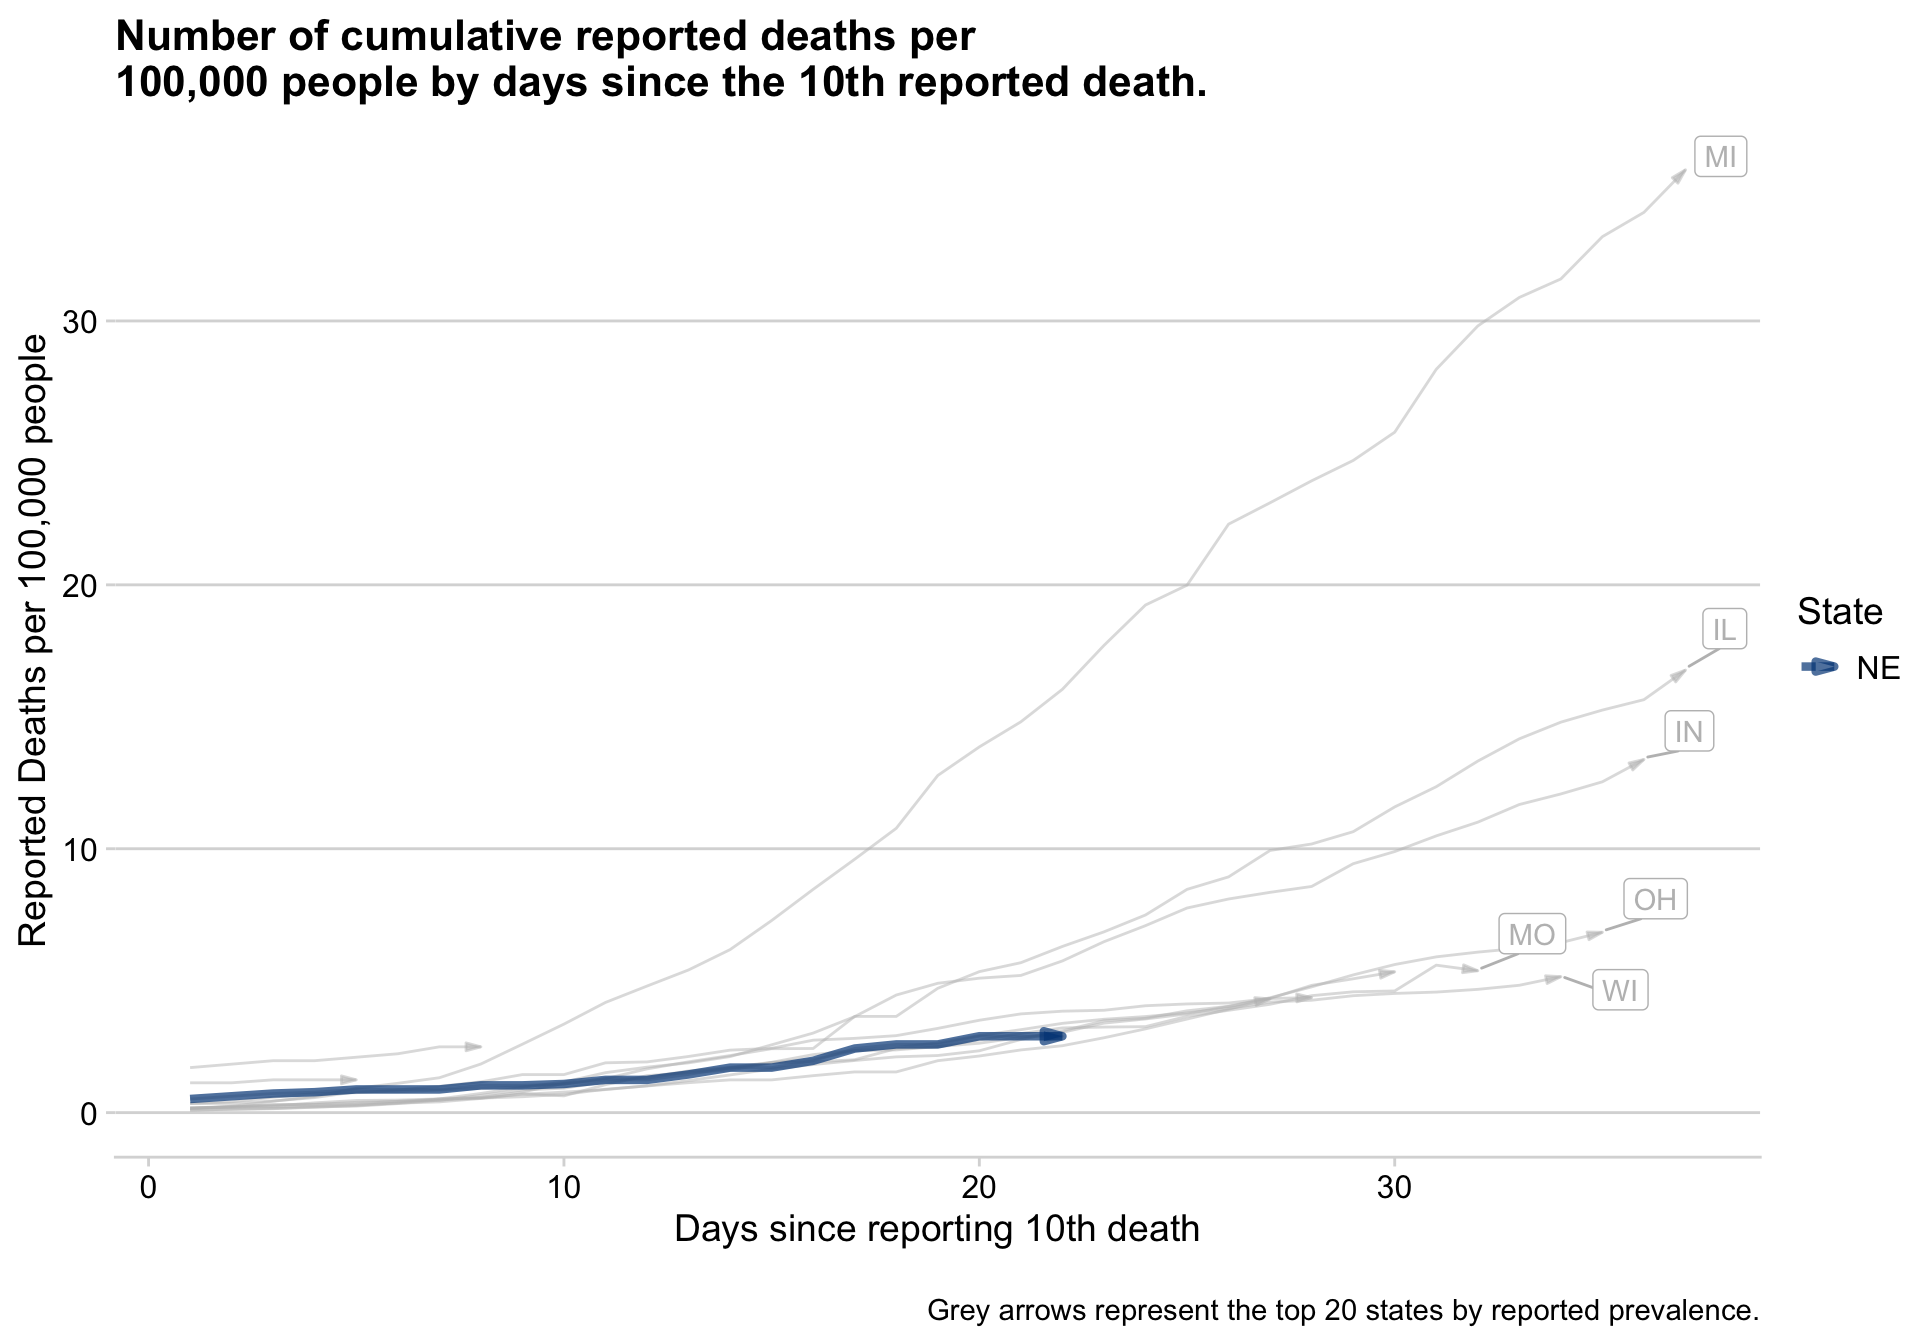 Number of cumulative reported deaths per
100,000 people by days since the 10th reported death.
Reported Deaths per 100,000 people
30
20
10
0
MI
IL
IN
OH
MO
WI
State
NE
0 10 20 30
Days since reporting 10th death
Grey arrows represent the top 20 states by reported prevalence.